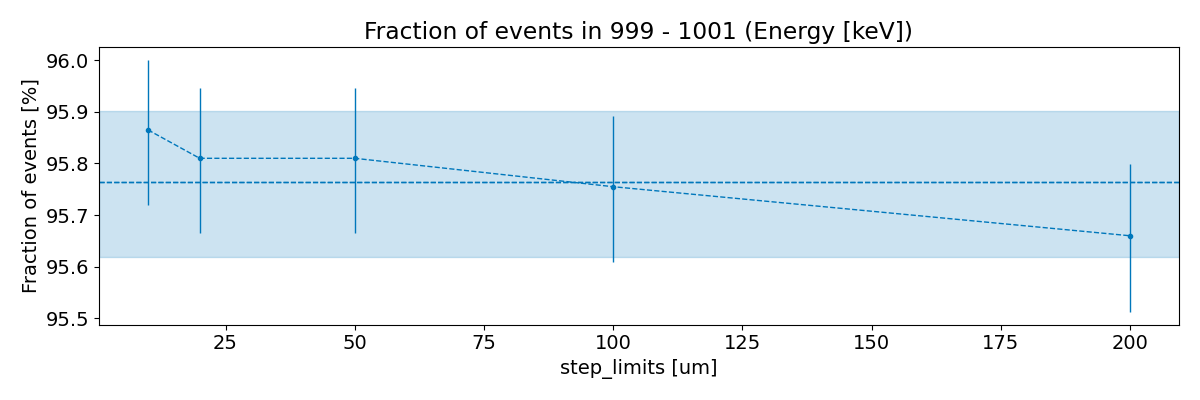 Fraction of events in 999 - 1001 (Energy [keV])
Fraction of events [%]
96.0
95.9
95.8
95.7
95.6
95.5
25 50 75 100 125 150 175 200
step_limits [um]